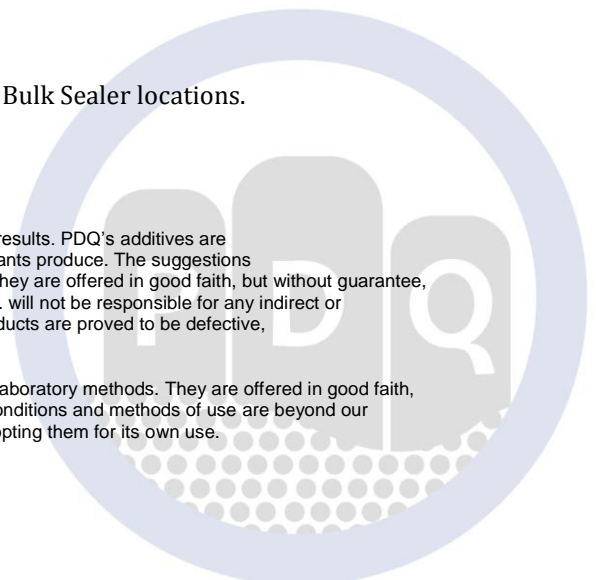 Bulk Sealer locations.
results. PDQ's additives are
ants produce. The suggestions
hey are offered in good faith, but without guarantee,
. will not be responsible for any indirect or
ducts are proved to be defective,
aboratory methods. They are offered in good faith,
onditions and methods of use are beyond our
opting them for its own use.
PDQ